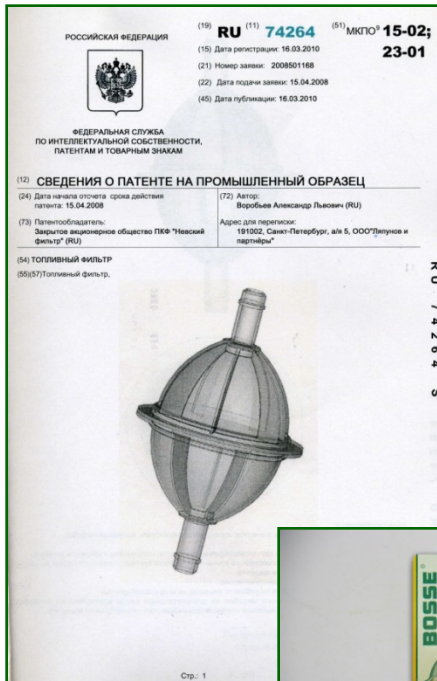 РОССИЙСКАЯ ФЕДЕРАЦИЯ
ФЕДЕРАЛЬНАЯ СЛУЖБА
ПО ИНТЕЛЛЕКТУАЛЬНОЙ СОБСТВЕННОСТИ,
ПАТЕНТАМ И ТОВАРНЫМ ЗНАКАМ
(19) RU (11) 74264 (51) МКПО⁹ 15-02;
23-01
(15) Дата регистрации: 16.03.2010
(21) Номер заявки: 2008501168
(22) Дата подачи заявки: 15.04.2008
(45) Дата публикации: 16.03.2010
(12) СВЕДЕНИЯ О ПАТЕНТЕ НА ПРОМЫШЛЕННЫЙ ОБРАЗЕЦ
(24) Дата начала отсчета срока действия
патента: 15.04.2008
(73) Патентообладатель:
Закрытое акционерное общество ПКФ "Невский
фильтр" (RU)
(72) Автор:
Воробьев Александр Львович (RU)
Адрес для переписки:
191002, Санкт-Петербург, а/я 5, ООО"Ляпунов и
партнёры"
(54) ТОПЛИВНЫЙ ФИЛЬТР
(55)(57)Топливный фильтр,
RU 74264 S
Стр.: 1
BOSSE®